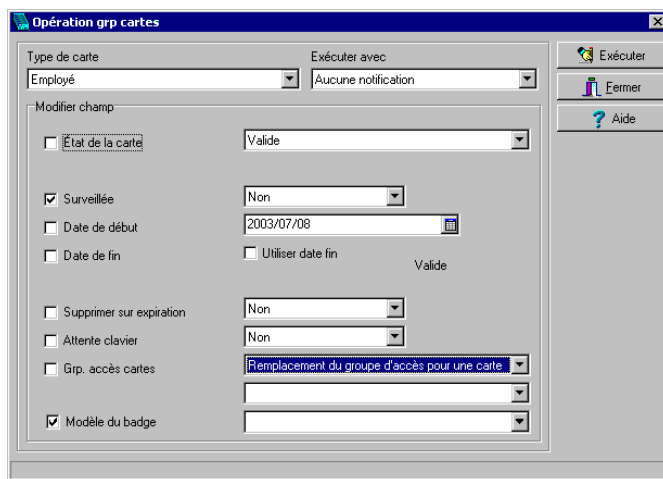 Opération grp cartes
Type de carte
Exécuter avec
Exécuter
Employé
Aucune notification
Fermer
Modifier champ
Aide
État de la carte
Valide
Surveillée
Non
Date de début
2003/07/08
Date de fin
Utiliser date fin
Valide
Supprimer sur expiration
Non
Attente clavier
Non
Grp. accès cartes
Remplacement du groupe d'accès pour une carte
Modèle du badge